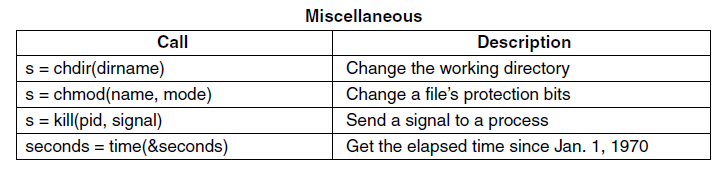 Miscellaneous
Call Description
s = chdir(dirname) Change the working directory
s = chmod(name, mode) Change a file’s protection bits
s = kill(pid, signal) Send a signal to a process
seconds = time(&seconds) Get the elapsed time since Jan. 1, 1970